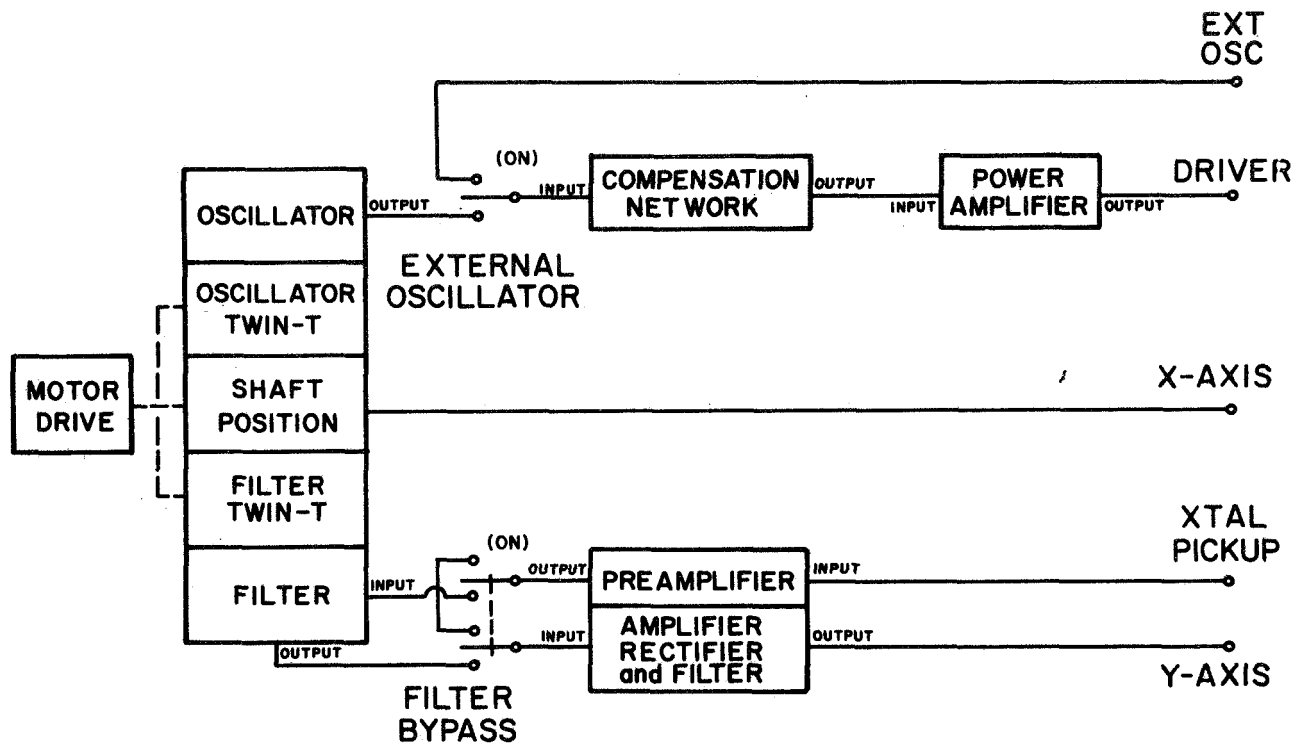 EXT
OSC
(ON)
OSCILLATOR
OUTPUT
INPUT
COMPENSATION
NETWORK
OUTPUT
INPUT
POWER
AMPLIFIER
OUTPUT
DRIVER
EXTERNAL
OSCILLATOR
OSCILLATOR
TWIN-T
MOTOR
DRIVE
SHAFT
POSITION
X-AXIS
FILTER
TWIN-T
FILTER
INPUT
OUTPUT
(ON)
OUTPUT
PREAMPLIFIER
INPUT
XTAL
PICKUP
INPUT
AMPLIFIER
RECTIFIER
and FILTER
OUTPUT
Y-AXIS
FILTER
BYPASS